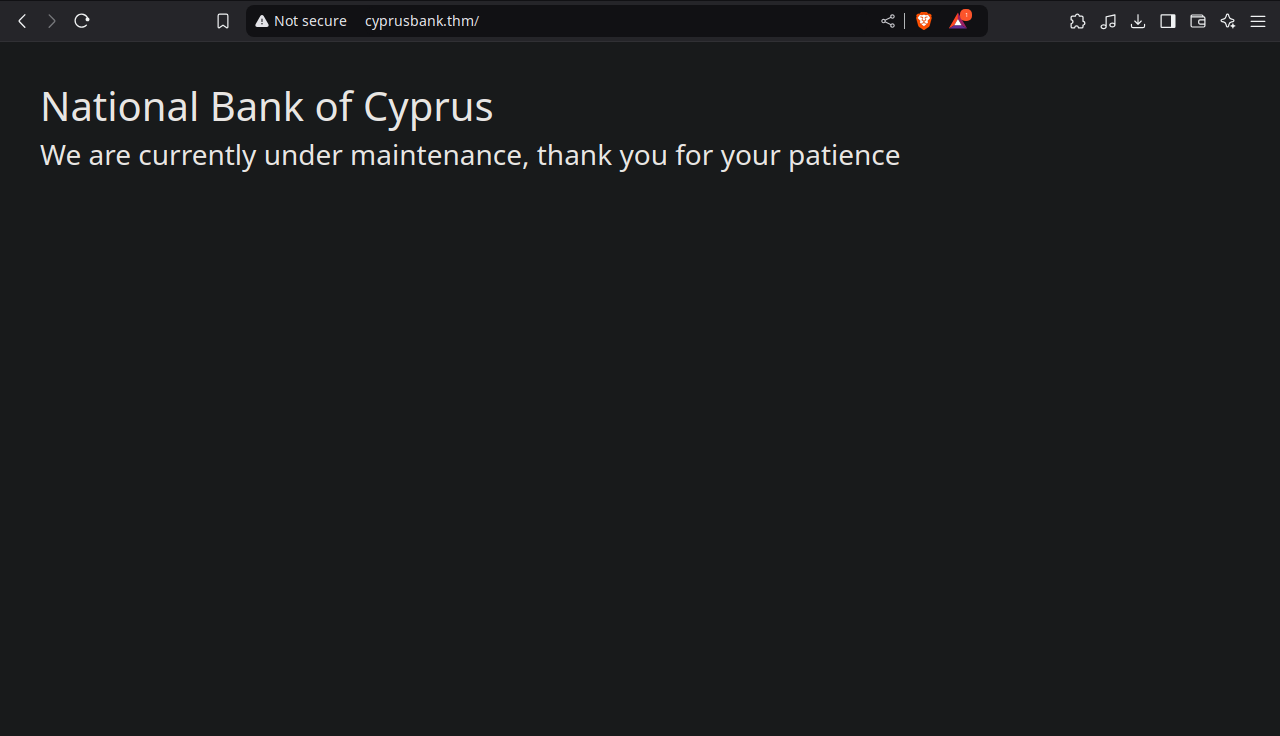 Not secure cyprusbank.thm/
National Bank of Cyprus
We are currently under maintenance, thank you for your patience